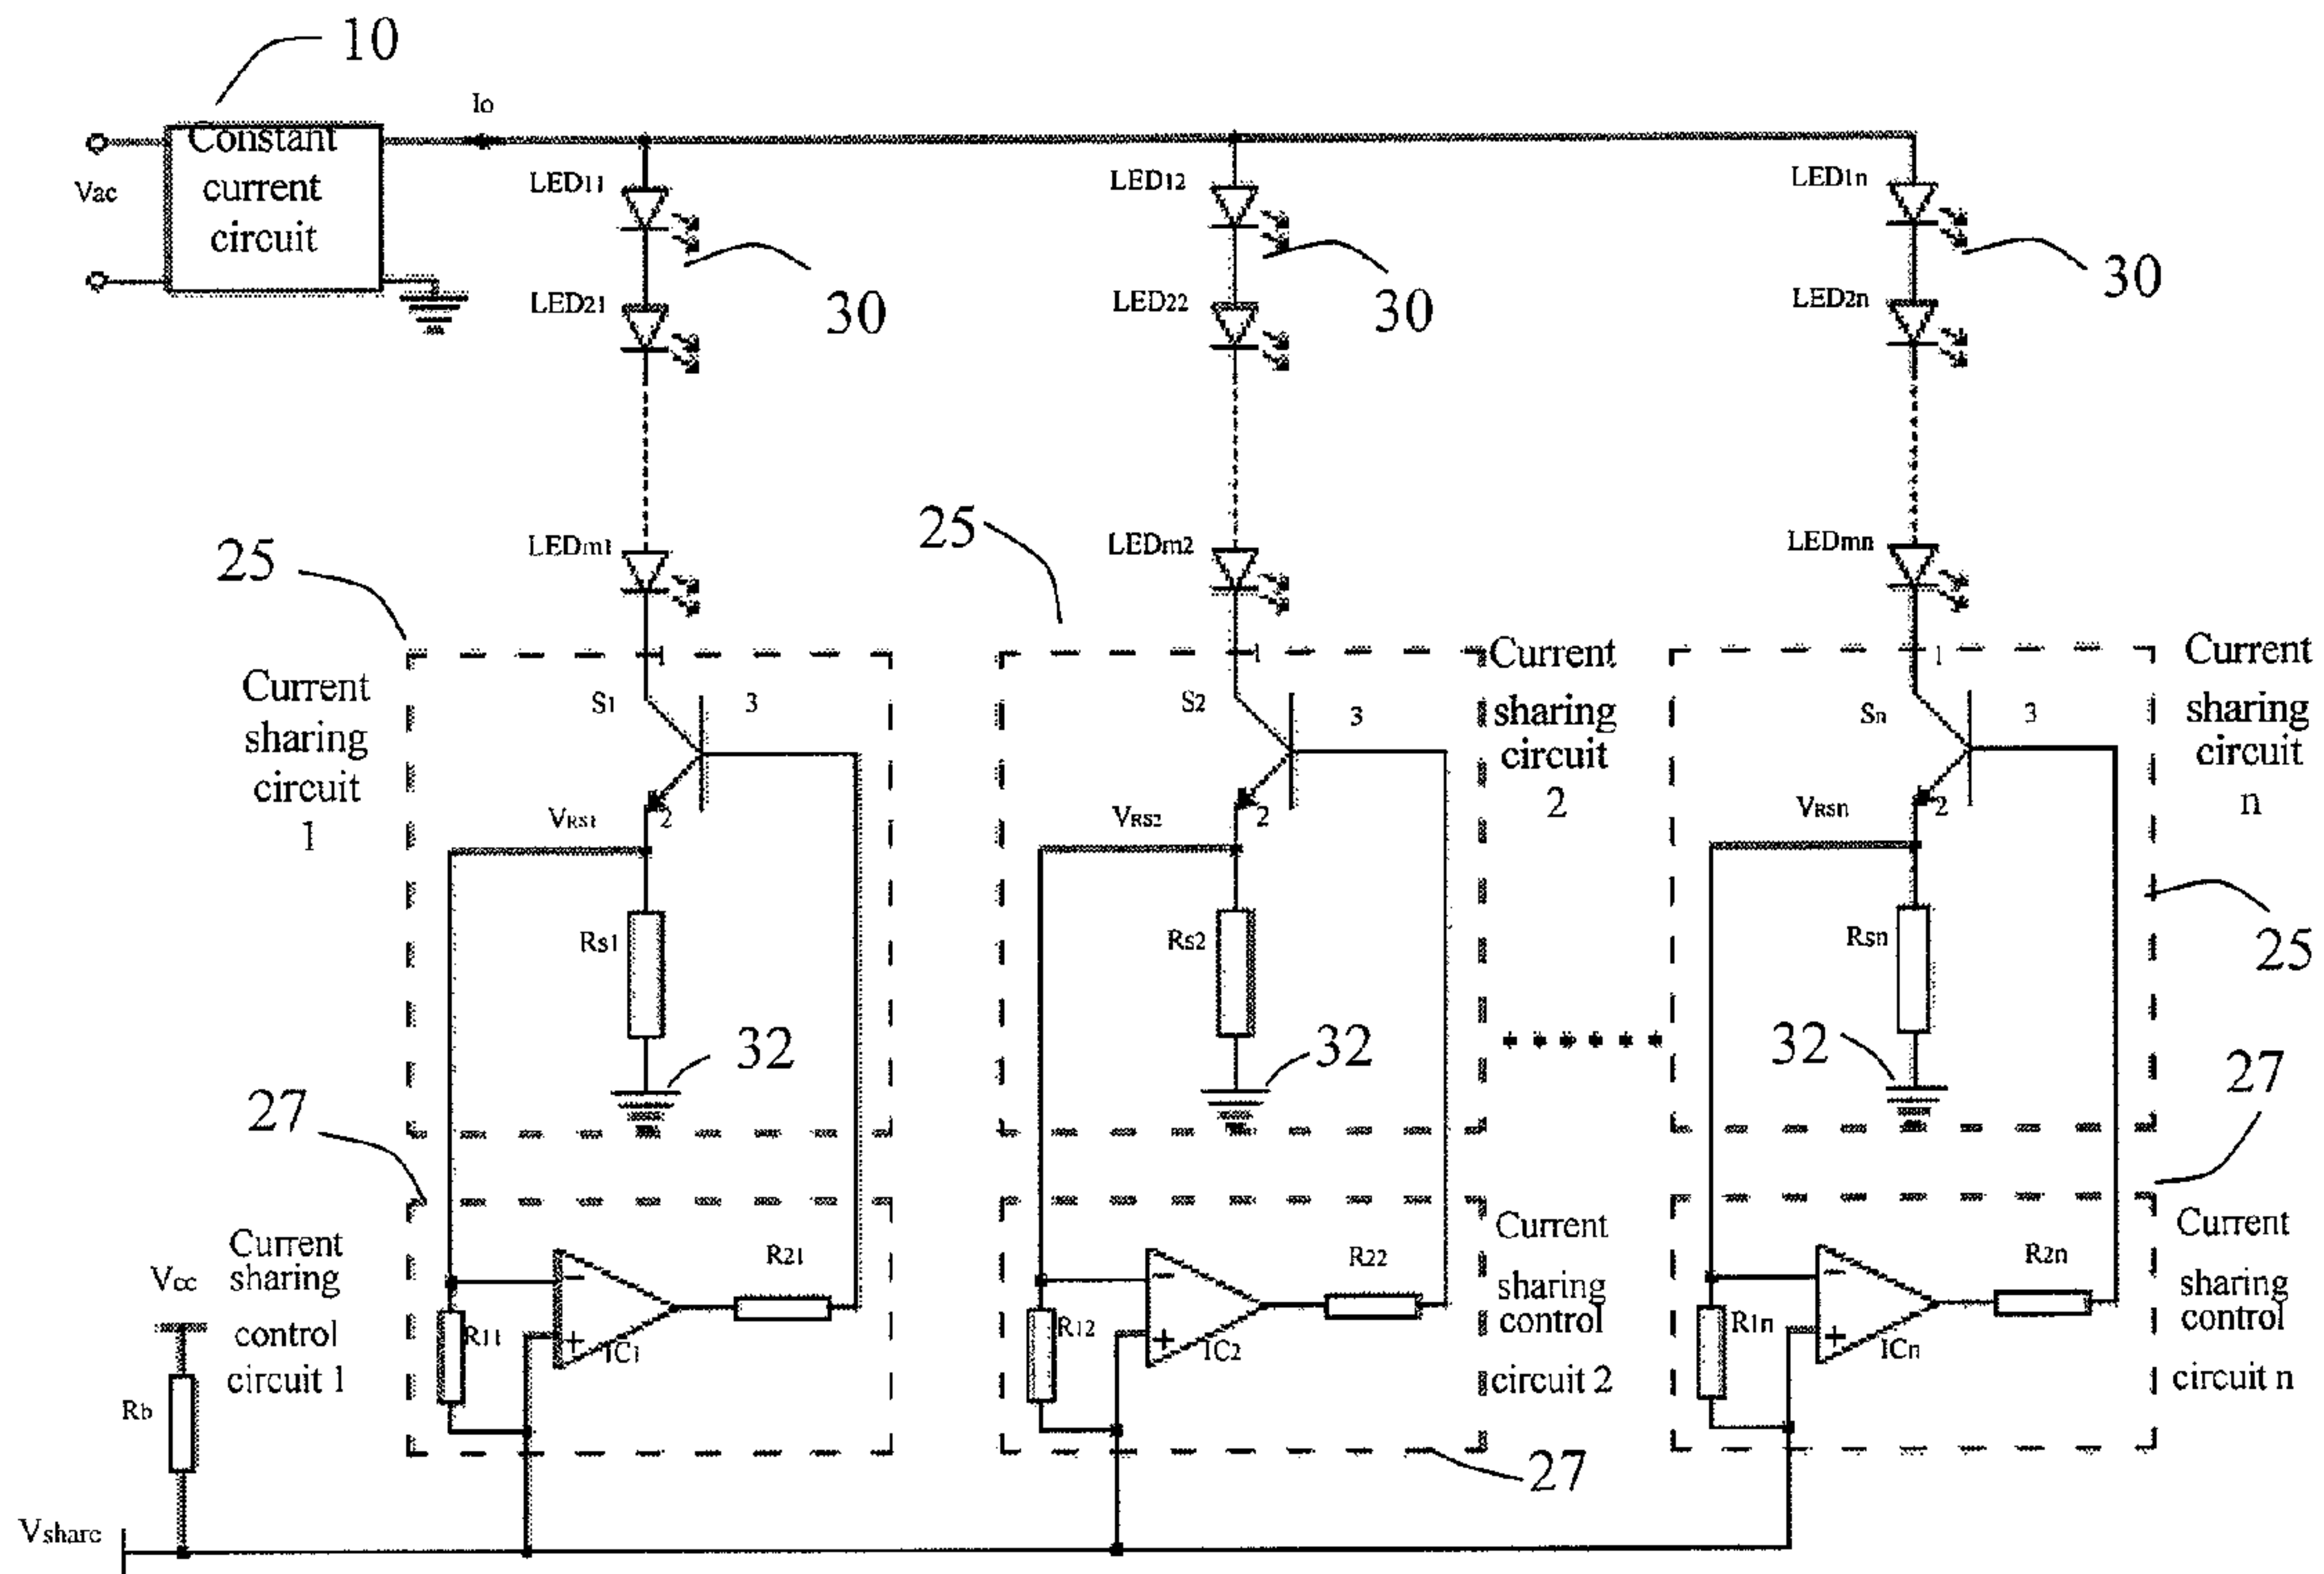 10
Io
Constant
current
circuit
Vac
LED11
LED12
LED1n
30
30
30
LED21
LED22
LED2n
LEDm1
LEDm2
LEDmn
25
25
Current
sharing
circuit
1
1
S1
3
VRS1
2
Rs1
32
1
S2
3
VRS2
2
Rs2
32
Current
sharing
circuit
2
1
Sn
3
VRSn
2
Rsn
32
Current
sharing
circuit
n
25
27
27
Current
sharing
control
circuit 1
Vcc
Rb
R11
−
+
IC1
R21
R12
−
+
IC2
R22
Current
sharing
control
circuit 2
27
R1n
−
+
ICn
R2n
Current
sharing
control
circuit n
Vshare